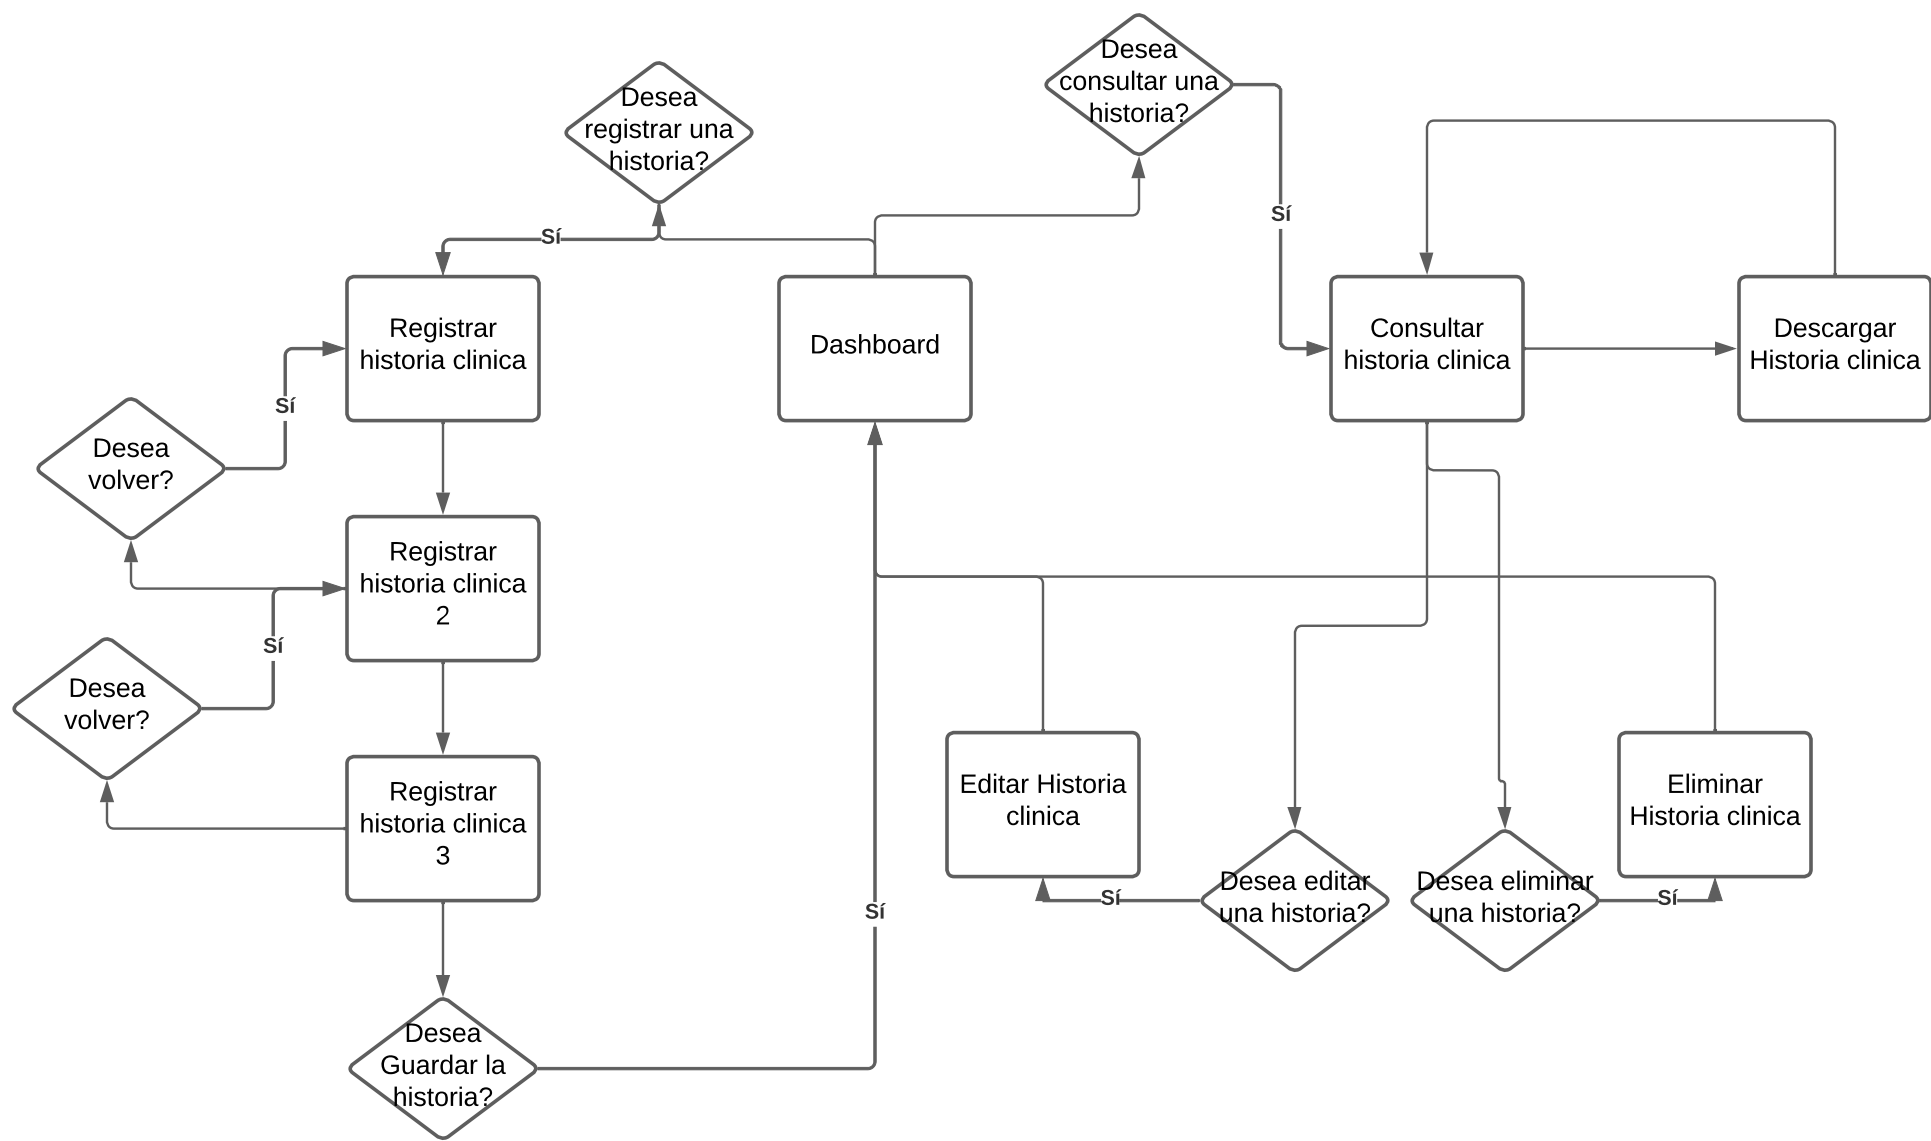 Desea
consultar una
historia?
Desea
registrar una
historia?
Sí
Sí
Registrar
historia clinica
Dashboard
Consultar
historia clinica
Descargar
Historia clinica
Sí
Desea
volver?
Registrar
historia clinica
2
Sí
Desea
volver?
Registrar
historia clinica
3
Editar Historia
clinica
Eliminar
Historia clinica
Desea editar
una historia?
Desea eliminar
una historia?
Sí
Sí
Sí
Desea
Guardar la
historia?